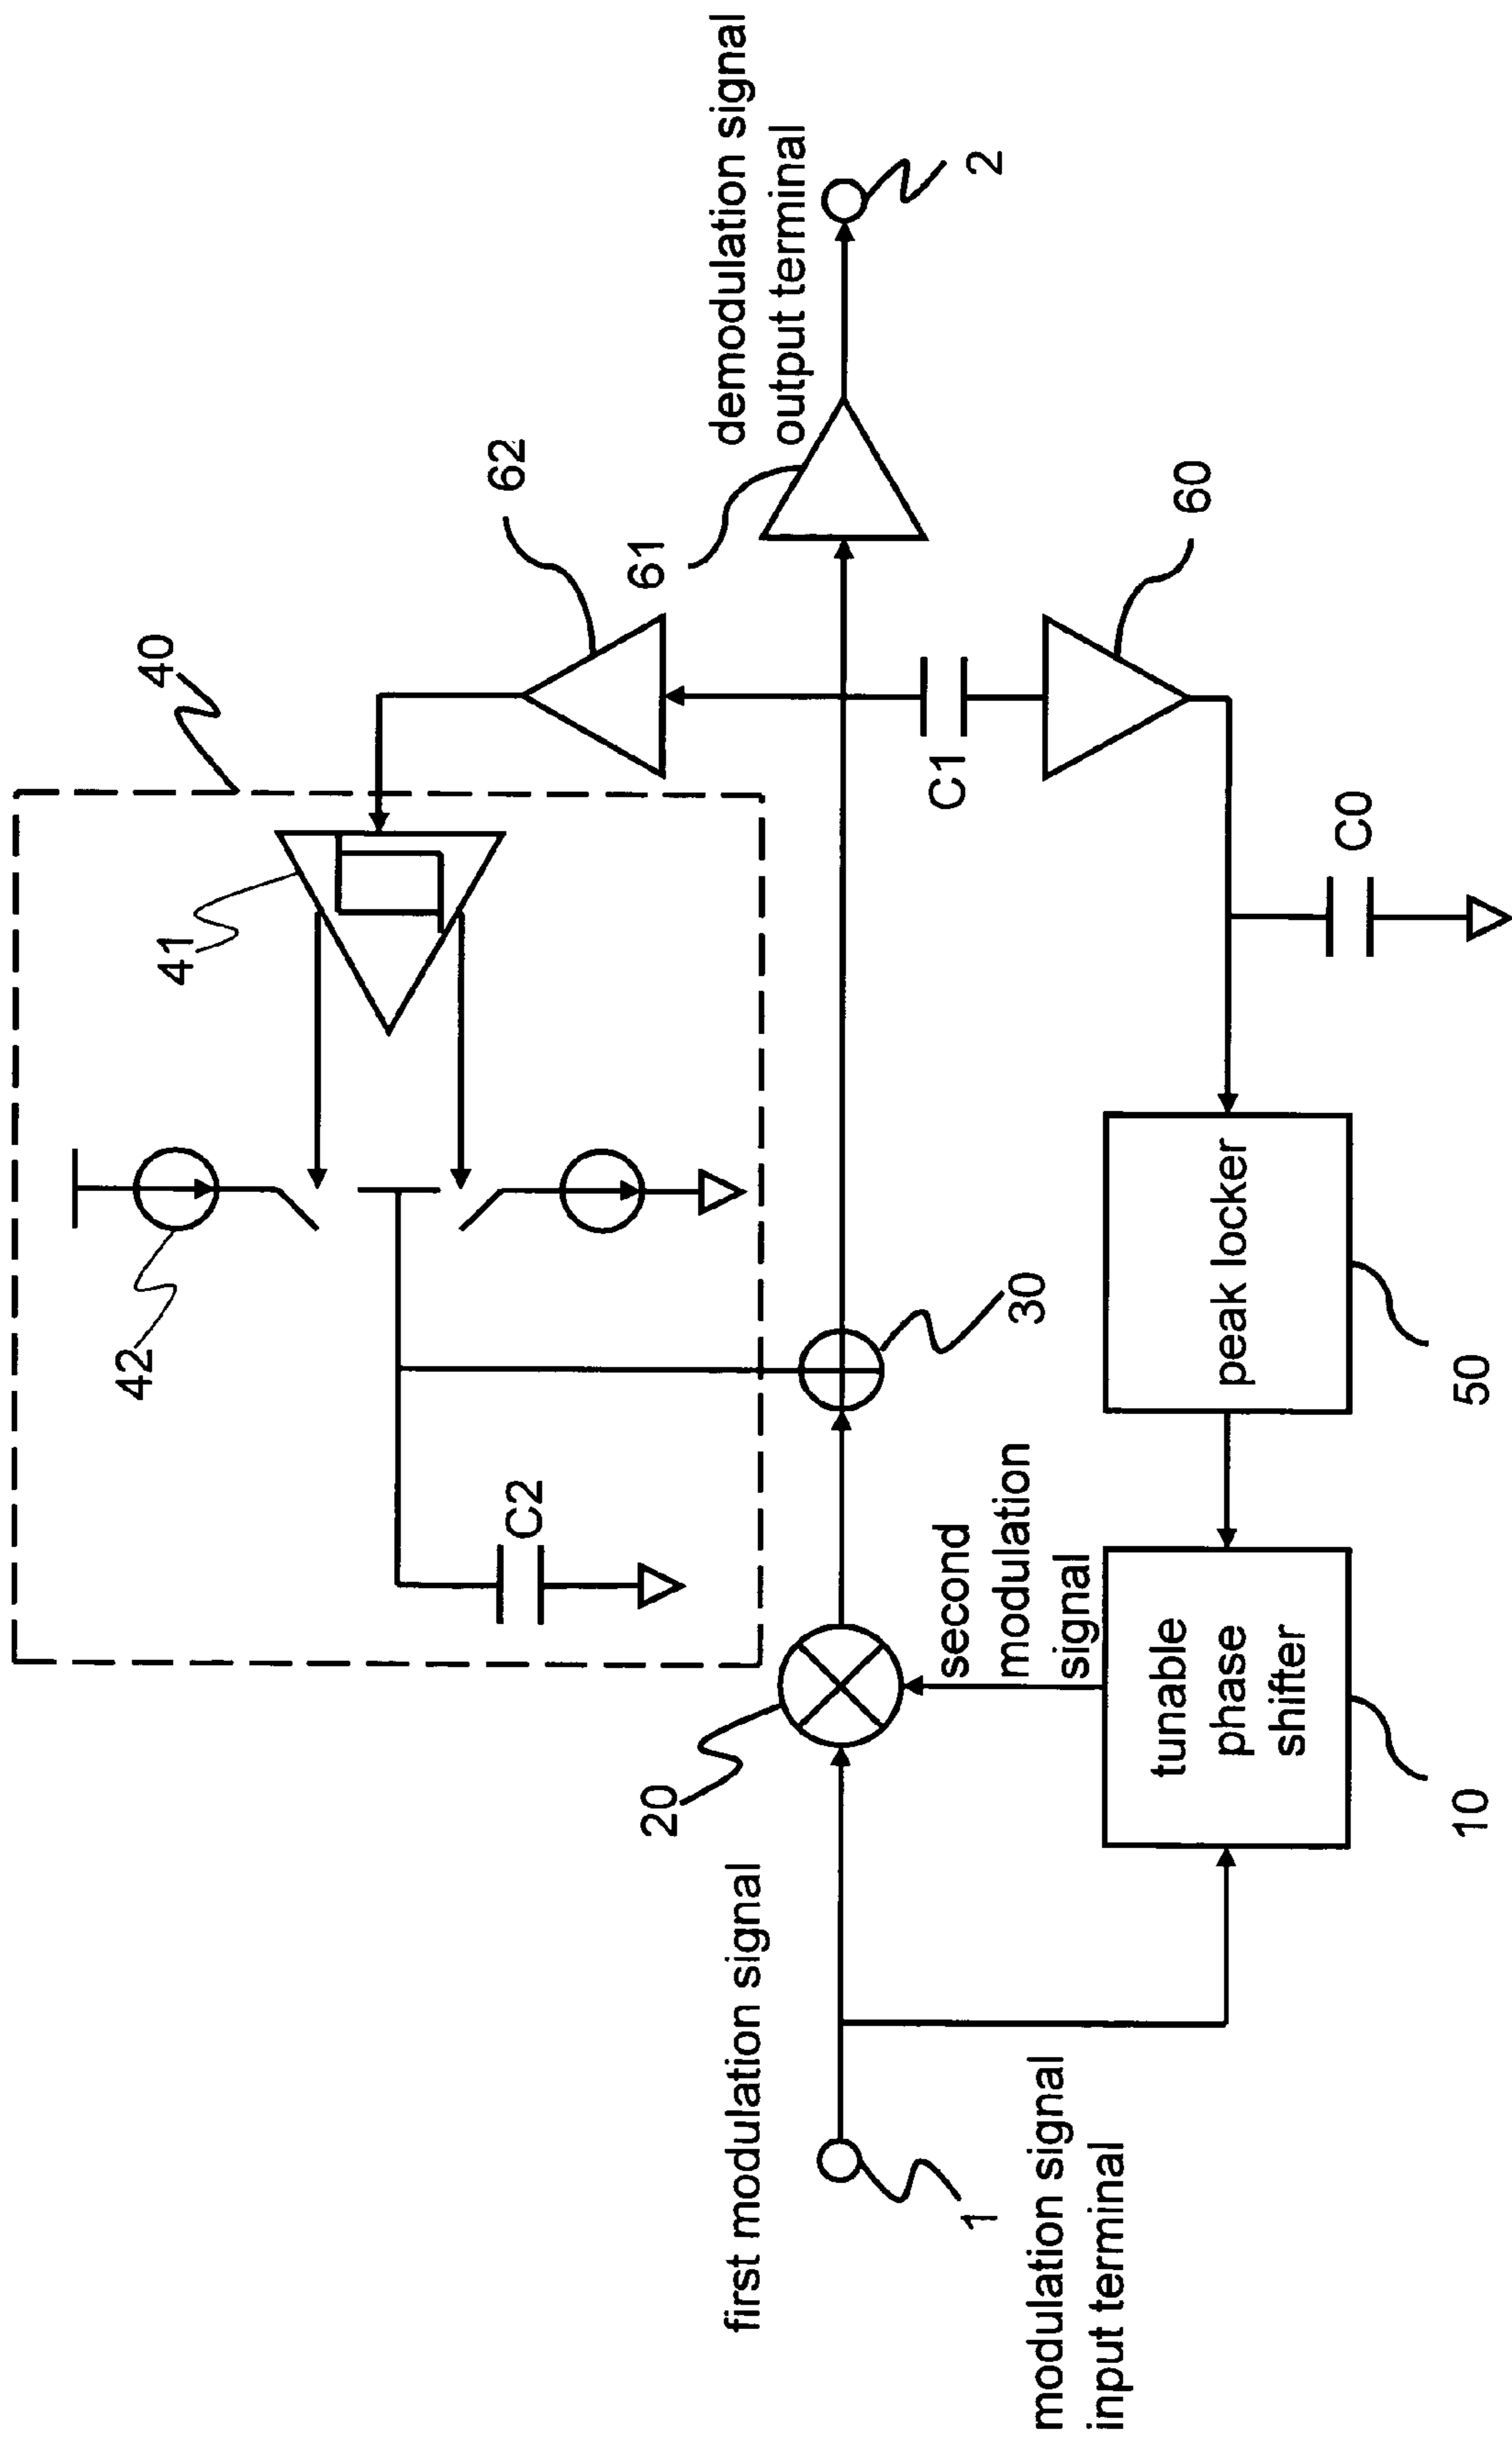 40
41
42
62
61
demodulation signal
output terminal
2
C2
30
C1
60
C0
first modulation signal
20
second
modulation
signal
1
modulation signal
input terminal
tunable
phase
shifter
10
peak locker
50